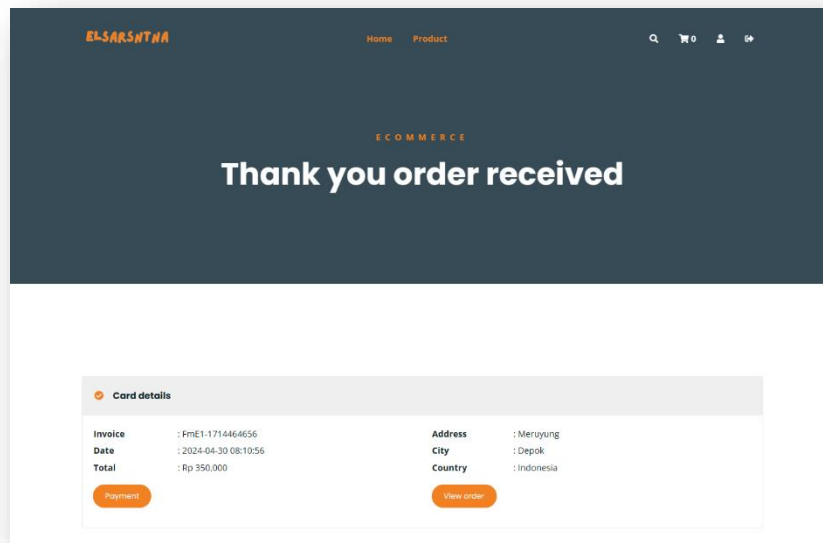 ELSARSNTNA
Home Product
0
ECOMMERCE
Thank you order received
Card details
Invoice : FmE1-1714464656
Date : 2024-04-30 08:10:56
Total : Rp 350,000
Payment
Address : Meruyung
City : Depok
Country : Indonesia
View order